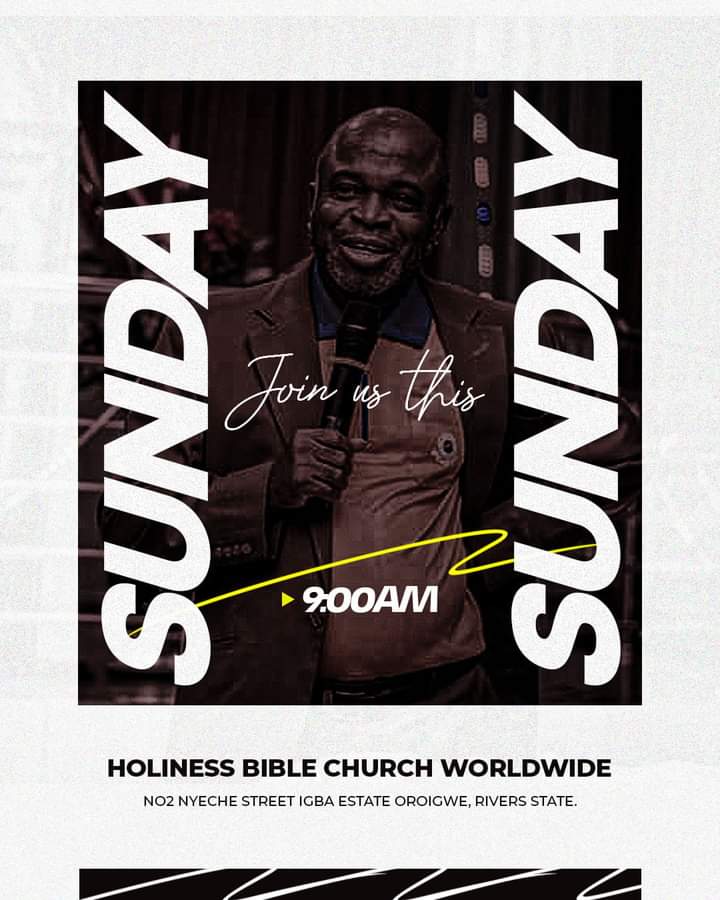 SUNDAY
SUNDAY
Join us this
9:00AM
HOLINESS BIBLE CHURCH WORLDWIDE
NO2 NYECHE STREET IGBA ESTATE OROIGWE, RIVERS STATE.